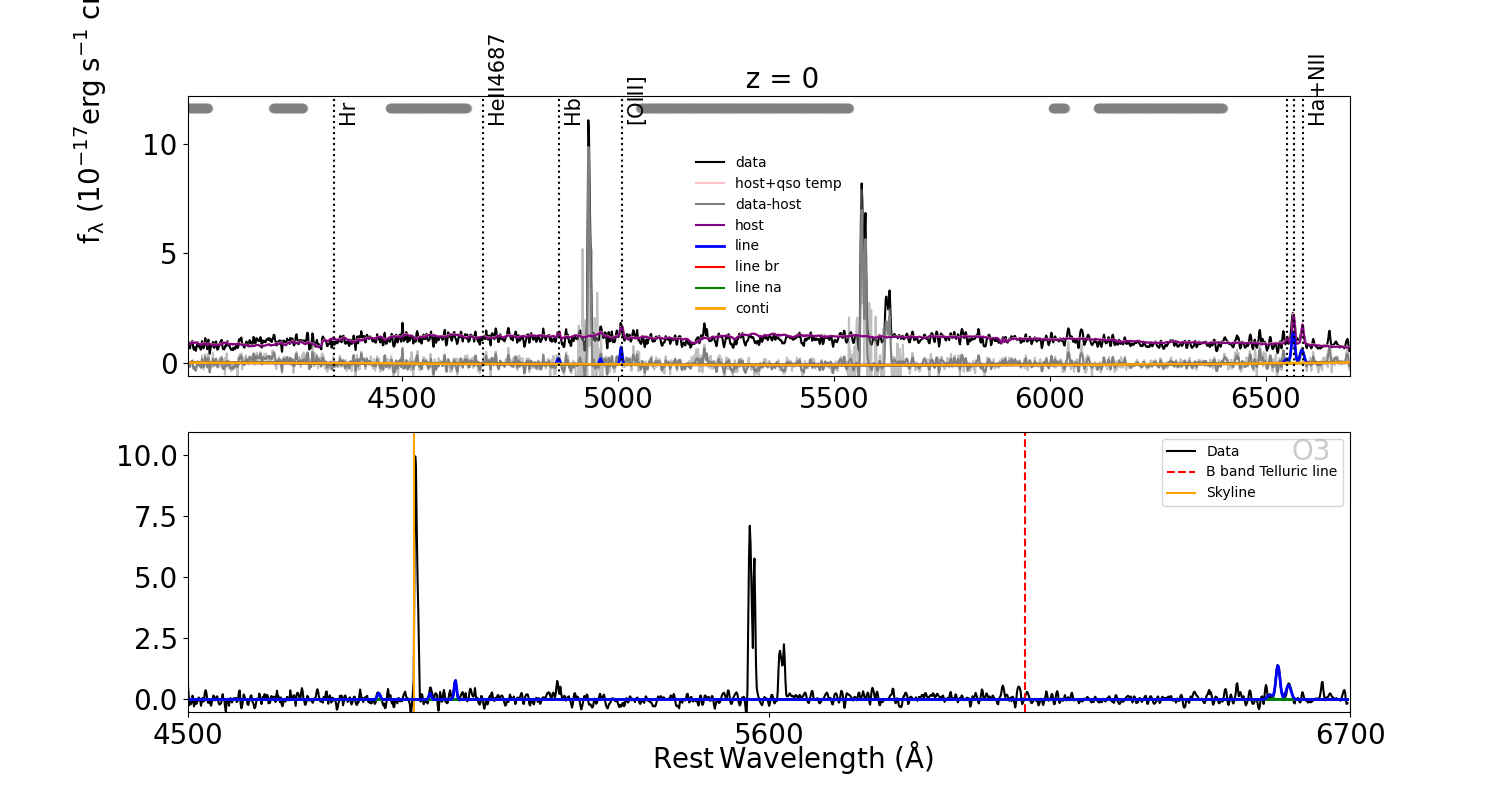 z = 0
f_λ (10^−17 erg s^−1 c
Hr
HeII4687
Hb
[OIII]
Ha+NII
10
5
0
data
host+qso temp
data-host
host
line
line br
line na
conti
4500
5000
5500
6000
6500
10.0
7.5
5.0
2.5
0.0
O3
Data
B band Telluric line
Skyline
4500
5600
6700
Rest Wavelength (Å)